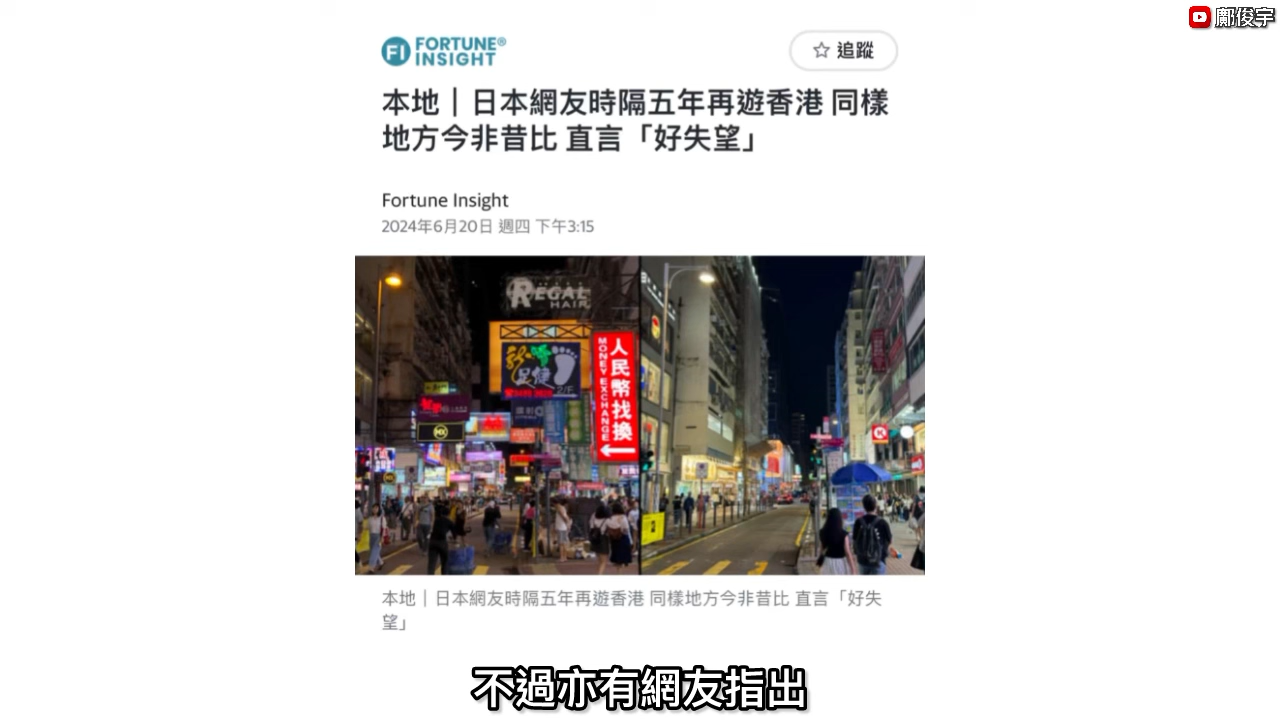 鄺俊宇
FORTUNE®
INSIGHT
FI
追蹤
本地｜日本網友時隔五年再遊香港 同樣
地方今非昔比 直言「好失望」
Fortune Insight
2024年6月20日 週四 下午3:15
REGAL
HAIR
足健
2/F
人民幣找換
MONEY EXCHANGE
本地｜日本網友時隔五年再遊香港 同樣地方今非昔比 直言「好失
望」
不過亦有網友指出